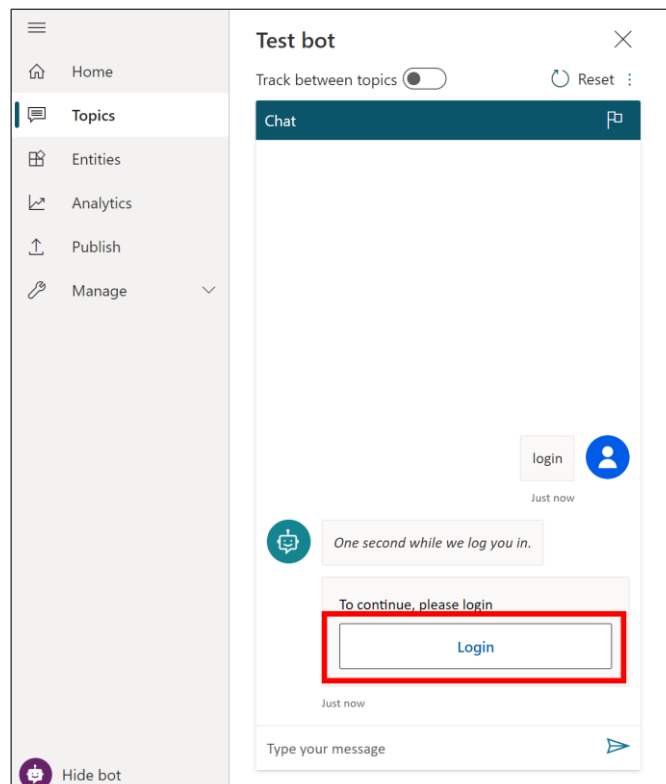 Home
Topics
Entities
Analytics
Publish
Manage
Hide bot
Test bot
Track between topics
Reset
Chat
login
Just now
One second while we log you in.
To continue, please login
Login
Just now
Type your message